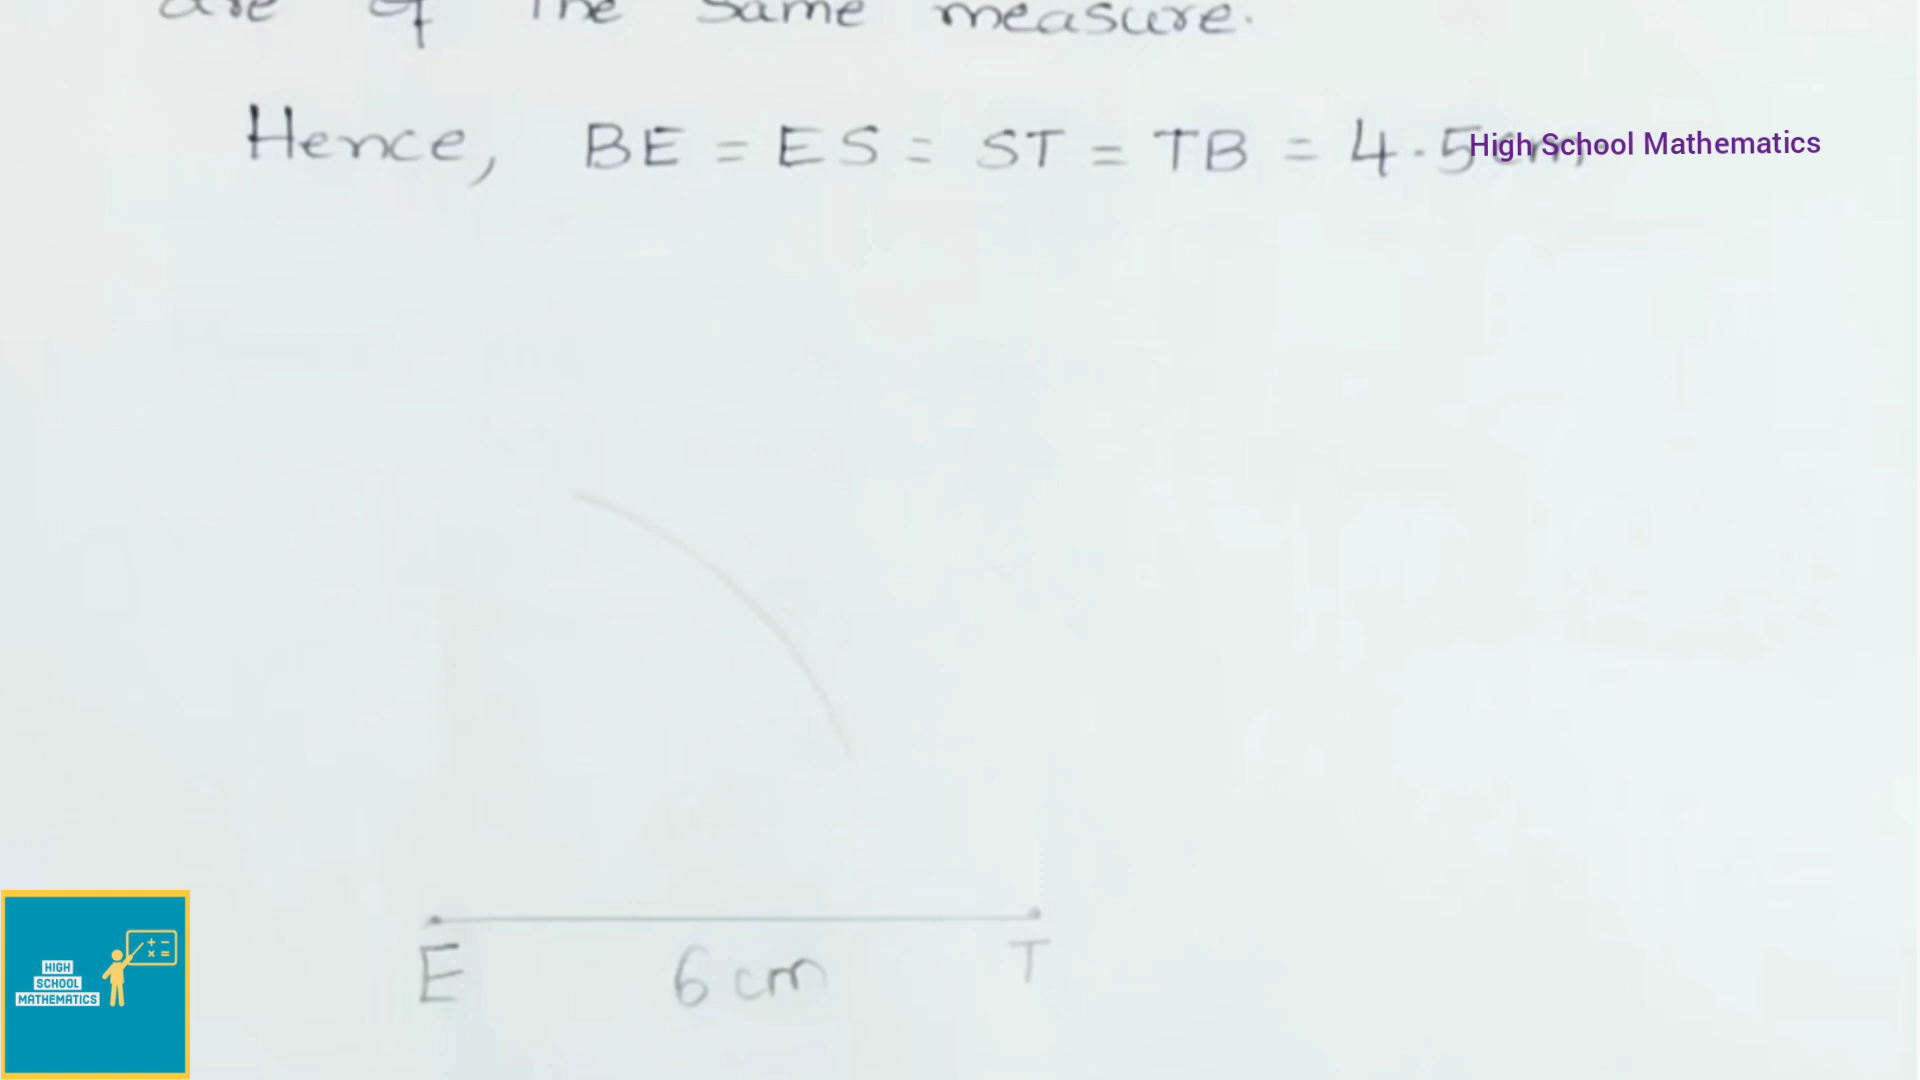 are of the same measure.
Hence, BE = ES = ST = TB = 4.5 cm.
High School Mathematics
E 6 cm T
HIGH
SCHOOL
MATHEMATICS